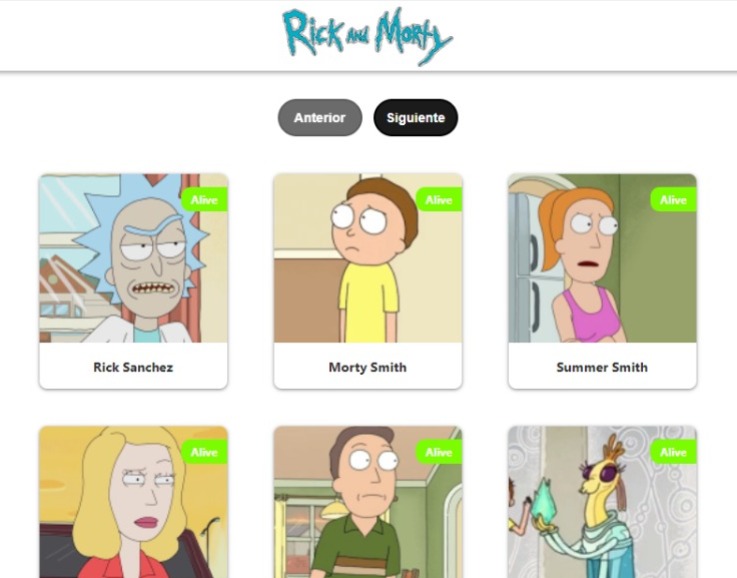 Rick and Morty
Anterior Siguiente
Alive Alive Alive
Rick Sanchez Morty Smith Summer Smith
Alive Alive Alive